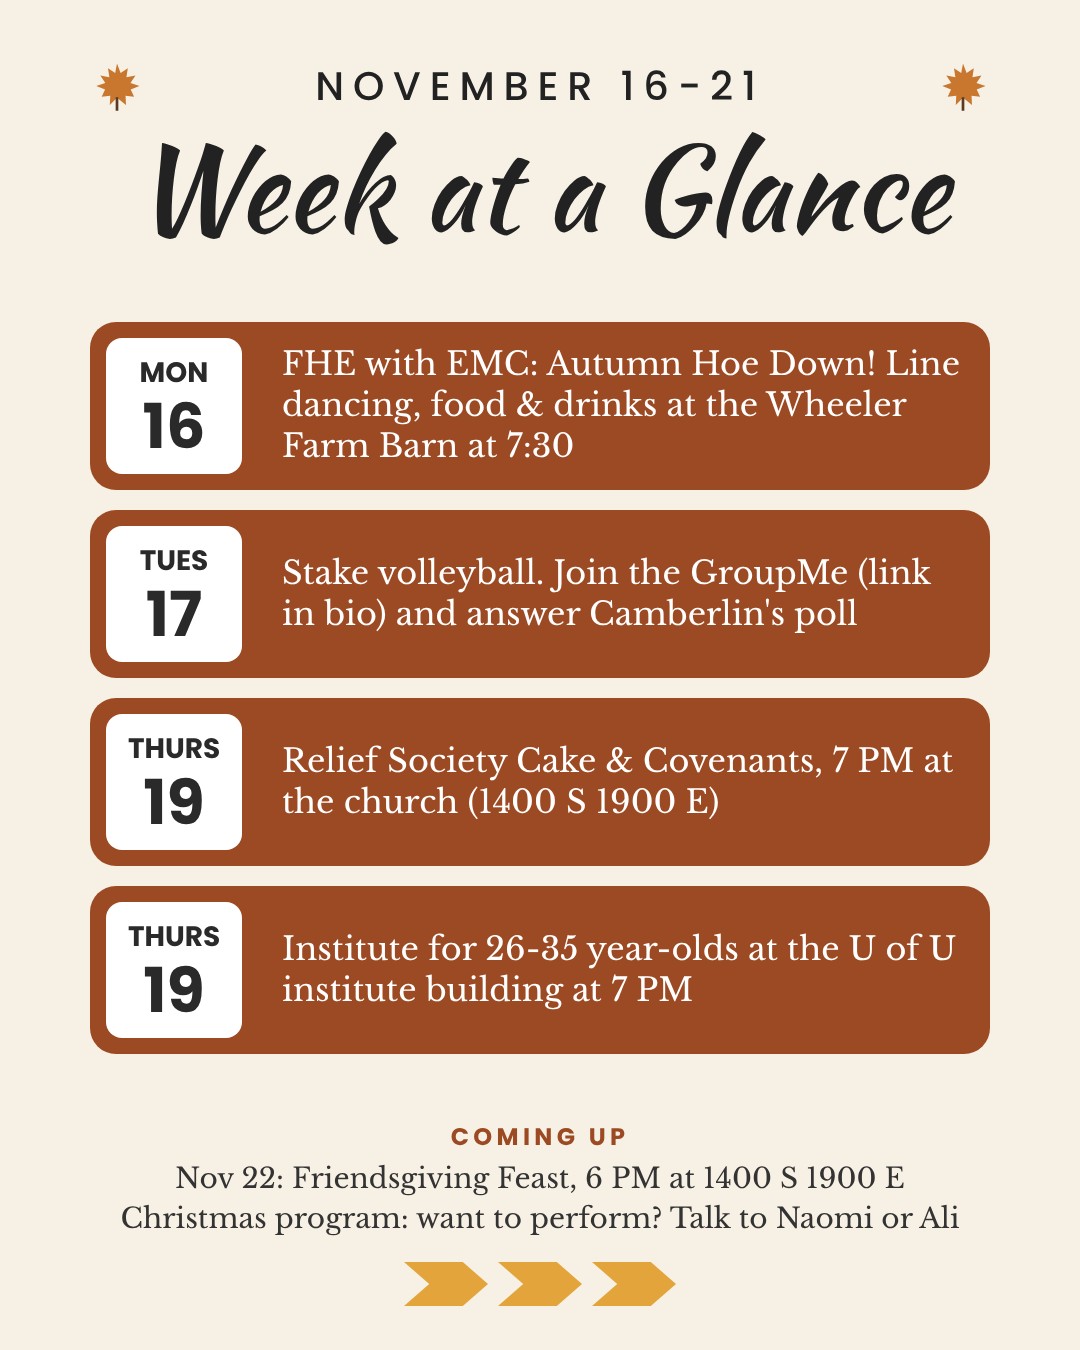 NOVEMBER 16-21
Week at a Glance
MON
16
FHE with EMC: Autumn Hoe Down! Line
dancing, food & drinks at the Wheeler
Farm Barn at 7:30
TUES
17
Stake volleyball. Join the GroupMe (link
in bio) and answer Camberlin's poll
THURS
19
Relief Society Cake & Covenants, 7 PM at
the church (1400 S 1900 E)
THURS
19
Institute for 26-35 year-olds at the U of U
institute building at 7 PM
COMING UP
Nov 22: Friendsgiving Feast, 6 PM at 1400 S 1900 E
Christmas program: want to perform? Talk to Naomi or Ali